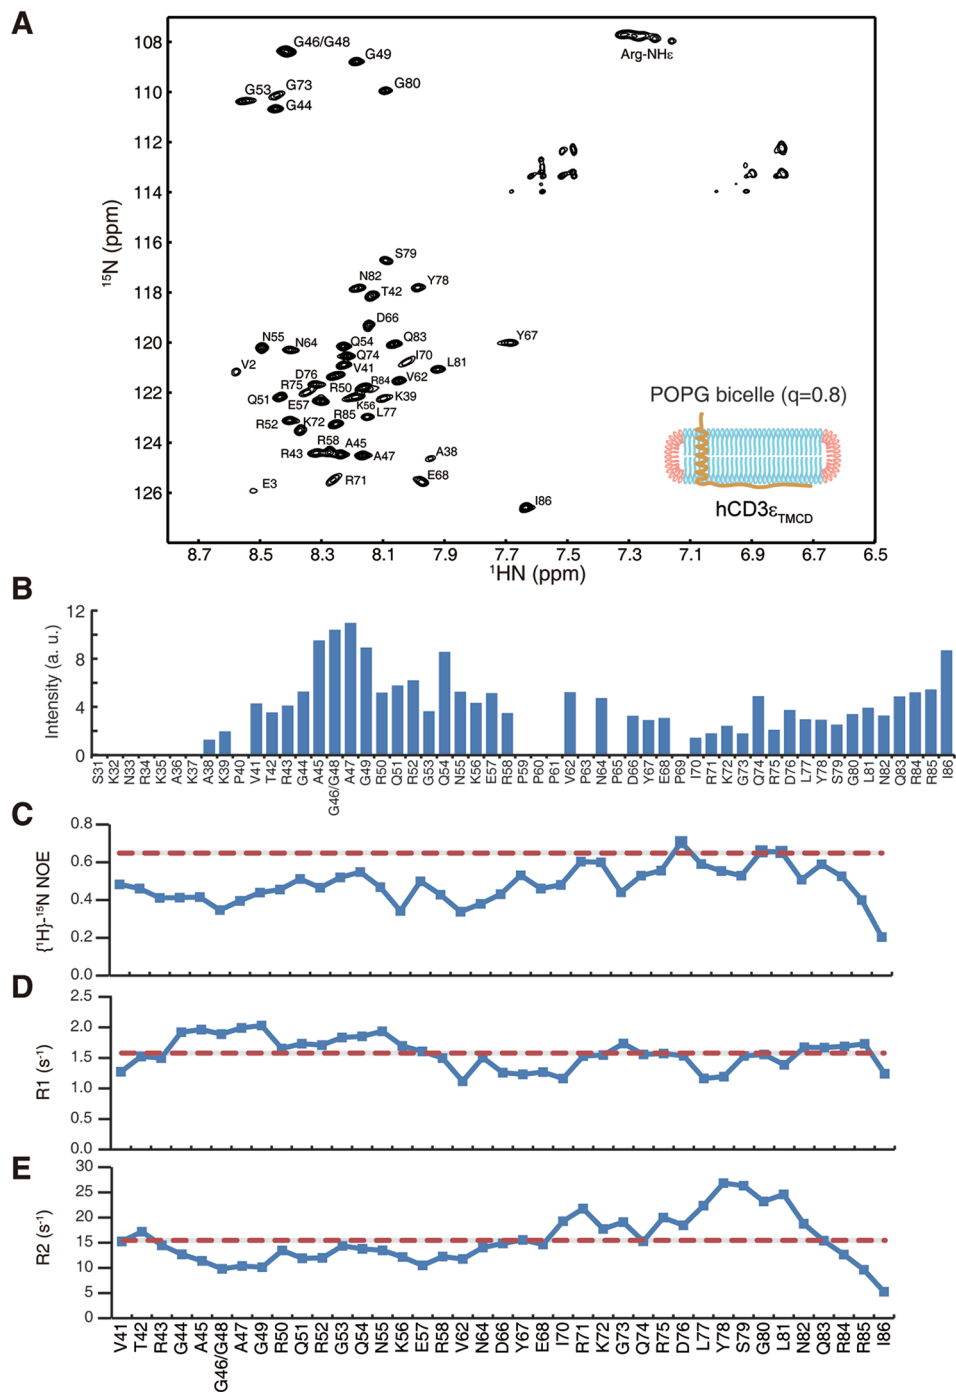 A
108
110
112
114
116
118
120
122
124
126
¹⁵N (ppm)
G46/G48
G49
G53
G73
G80
G44
Arg-NHε
S79
N82
Y78
T42
D66
N55
N64
Q54
Q83
Y67
Q74
I70
V2
V41
L81
D76
R75
R50
R84
V62
Q51
E57
K56
K39
R52
K72
R85
L77
R58
A45
R43
A47
A38
E3
R71
E68
I86
POPG bicelle (q=0.8)
hCD3εTMCD
8.7 8.5 8.3 8.1 7.9 7.7 7.5 7.3 7.1 6.9 6.7 6.5
¹HN (ppm)
B
12
8
4
0
Intensity (a. u.)
S31 K32 N33 R34 K35 A36 K37 A38 K39 P40 V41 T42 R43 G44 A45 G46/G48 A47 G49 R50 Q51 R52 G53 Q54 N55 K56 E57 R58 P59 P60 P61 V62 P63 N64 P65 D66 Y67 E68 P69 I70 R71 K72 G73 Q74 R75 D76 L77 Y78 S79 G80 L81 N82 Q83 R84 R85 I86
C
0.8
0.6
0.4
0.2
0.0
{¹H}-¹⁵N NOE
D
2.5
2.0
1.5
1.0
0.5
0.0
R1 (s⁻¹)
E
30
25
20
15
10
5
0
R2 (s⁻¹)
V41 T42 R43 G44 A45 G46/G48 A47 G49 R50 Q51 R52 G53 Q54 N55 K56 E57 R58 V62 N64 D66 Y67 E68 I70 R71 K72 G73 Q74 R75 D76 L77 Y78 S79 G80 L81 N82 Q83 R84 R85 I86